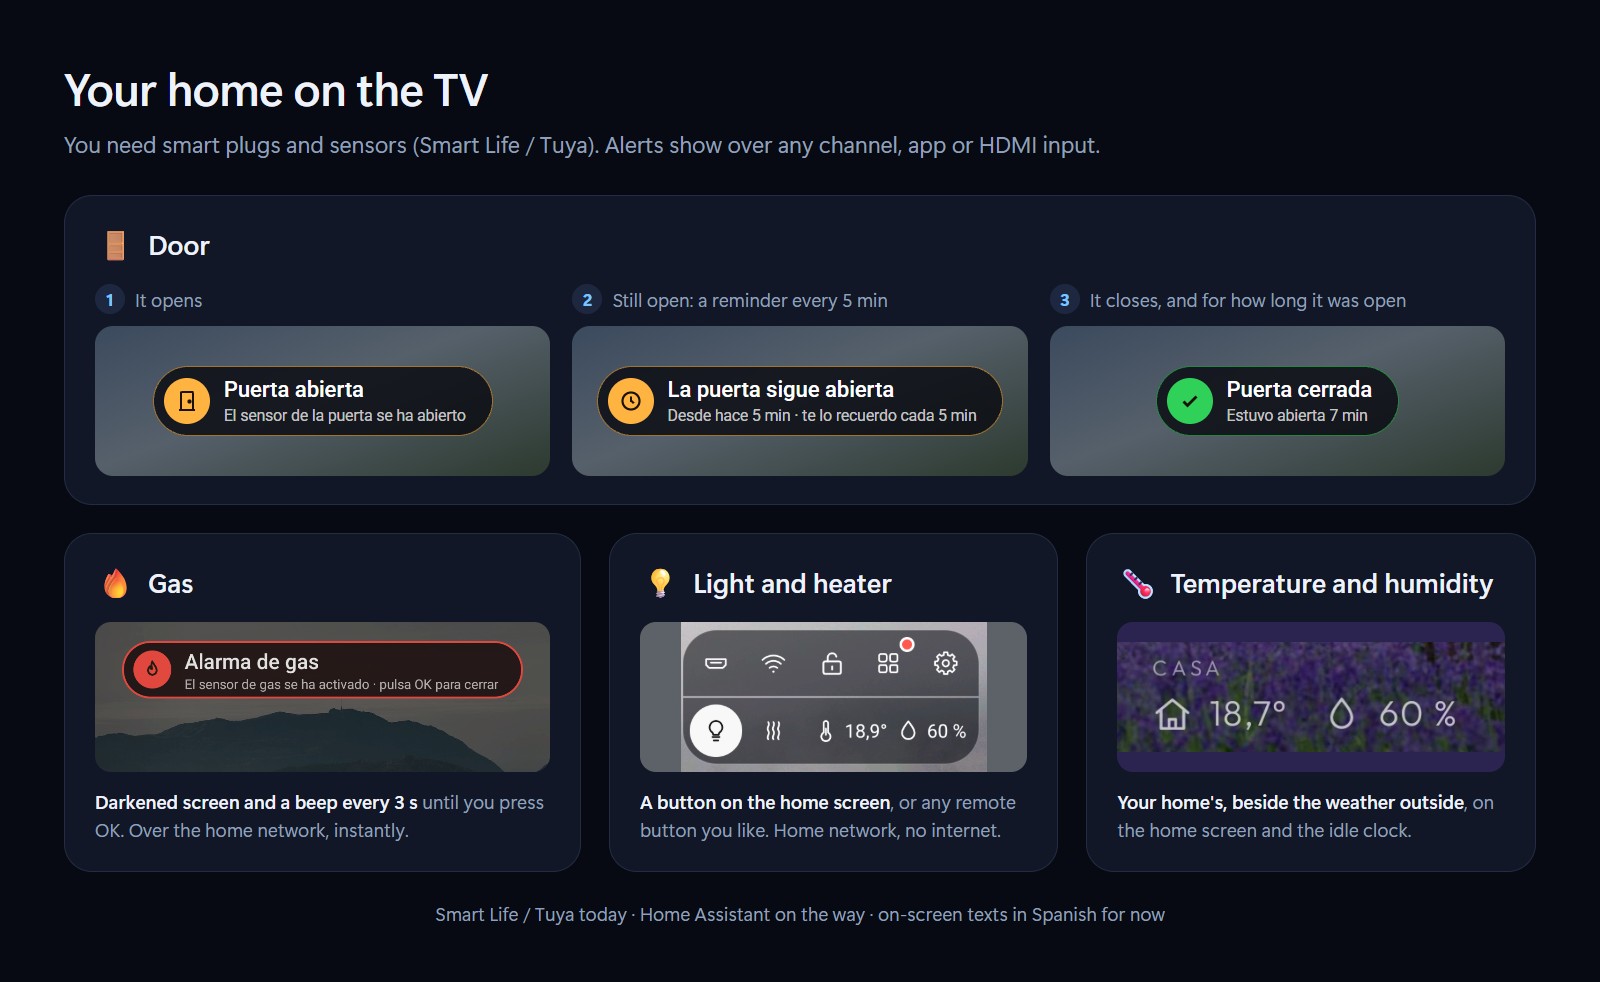 Your home on the TV
You need smart plugs and sensors (Smart Life / Tuya). Alerts show over any channel, app or HDMI input.
Door
1 It opens
Puerta abierta
El sensor de la puerta se ha abierto
2 Still open: a reminder every 5 min
La puerta sigue abierta
Desde hace 5 min · te lo recuerdo cada 5 min
3 It closes, and for how long it was open
Puerta cerrada
Estuvo abierta 7 min
Gas
Alarma de gas
El sensor de gas se ha activado · pulsa OK para cerrar
Darkened screen and a beep every 3 s until you press
OK. Over the home network, instantly.
Light and heater
18,9° 60 %
A button on the home screen, or any remote
button you like. Home network, no internet.
Temperature and humidity
CASA
18,7° 60 %
Your home's, beside the weather outside, on
the home screen and the idle clock.
Smart Life / Tuya today · Home Assistant on the way · on-screen texts in Spanish for now